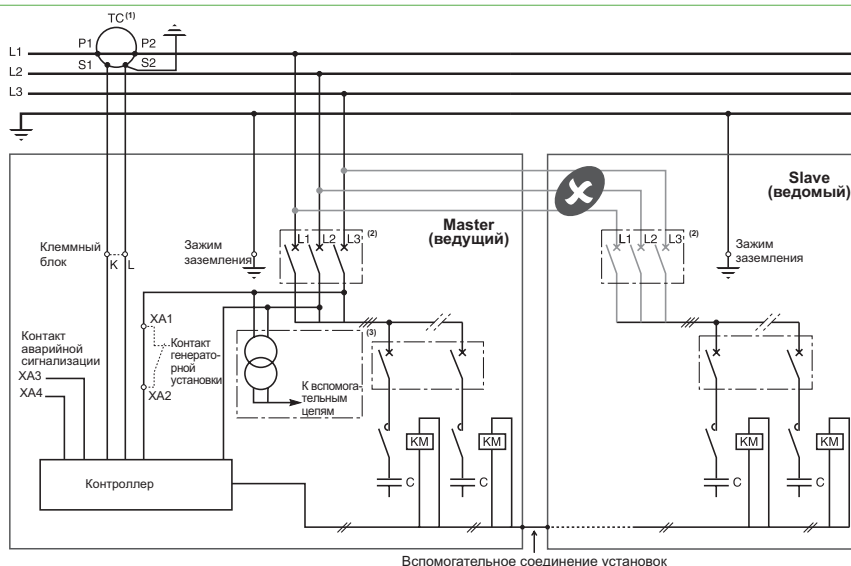 TC(1)
P1 P2
L1
S1 S2
L2
L3
Slave
(ведомый)
Master
(ведущий)
L1 L2 L3 (2)
L1 L2 L3 (2)
Клеммный
блок
K L
Зажим
заземления
Зажим
заземления
XA1
(3)
Контакт
генерато-
рной
установки
Контакт
аварийной
сигнализации
XA3
XA4
XA2
К вспомога-
тельным
цепям
KM KM KM KM
C C C C
Контроллер
Вспомогательное соединение установок